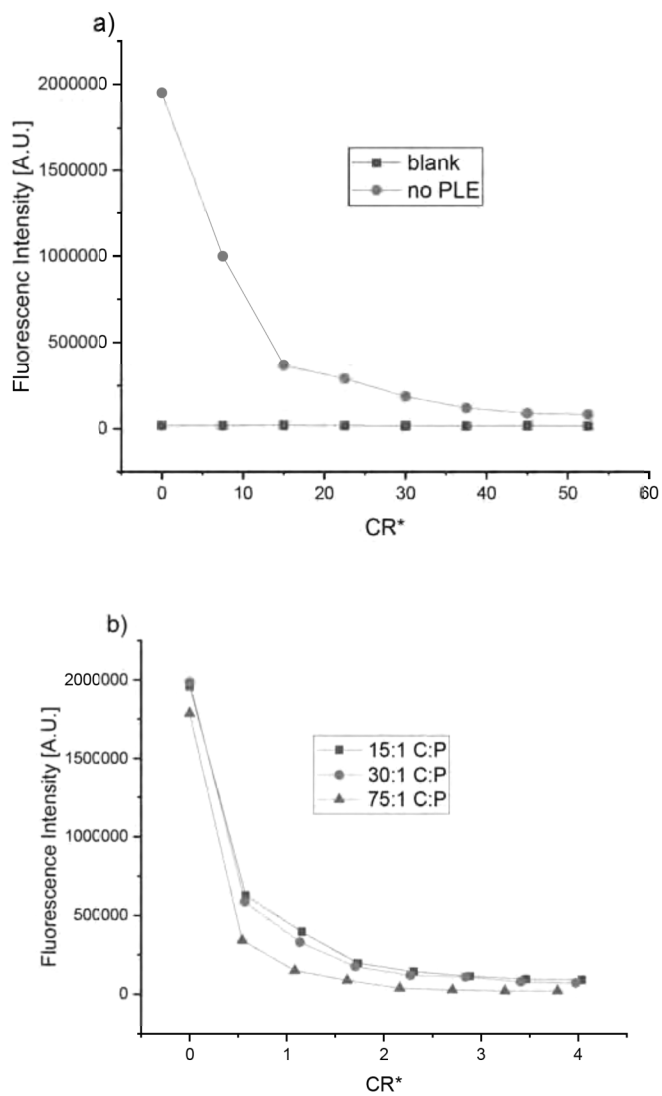 a)
2000000
1500000
1000000
500000
0
Fluorescenc Intensity [A.U.]
blank
no PLE
0 10 20 30 40 50 60
CR*
b)
2000000
1500000
1000000
500000
0
Fluorescence Intensity [A.U.]
15:1 C:P
30:1 C:P
75:1 C:P
0 1 2 3 4
CR*